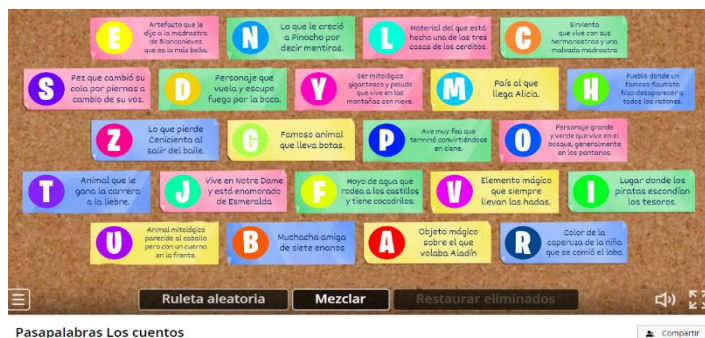 E
Artefacto que le
dijo a la madrastra
de Blancanieves
que es la más bella.
N
Lo que le creció
a Pinocho por
decir mentiras.
L
Material del que está
hecha una de las tres
casas de los cerditos.
C
Sirvienta
que vive con sus
hermanastras y una
malvada madrastra.
S
Pez que cambió su
cola por piernas a
cambio de su voz.
D
Personaje que
vuela y escupe
fuego por la boca.
Y
Ser mitológico
gigantesco y peludo
que vive en las
montañas con nieve.
M
País al que
llega Alicia.
H
Pueblo donde un
famoso flautista
hizo desaparecer a
todos los ratones.
Z
Lo que pierde
Cenicienta al
salir del baile.
G
Famoso animal
que lleva botas.
P
Ave muy fea que
terminó convirtiéndose
en cisne.
O
Personaje grande
y verde que vive en el
bosque, generalmente
en los pantanos.
T
Animal que le
gana la carrera
a la liebre.
J
Vive en Notre Dame
y está enamorado
de Esmeralda.
F
Hoyo de agua que
rodea a los castillos
y tiene cocodrilos.
V
Elemento mágico
que siempre
llevan las hadas.
I
Lugar donde los
piratas escondían
los tesoros.
U
Animal mitológico
parecido al caballo
pero con un cuerno
en la frente.
B
Muchacha amiga
de siete enanos
A
Objeto mágico
sobre el que
volaba Aladín
R
Color de la
caperuza de la niña
que se comió el lobo.
Ruleta aleatoria
Mezclar
Restaurar eliminados
Pasapalabras Los cuentos
Compartir